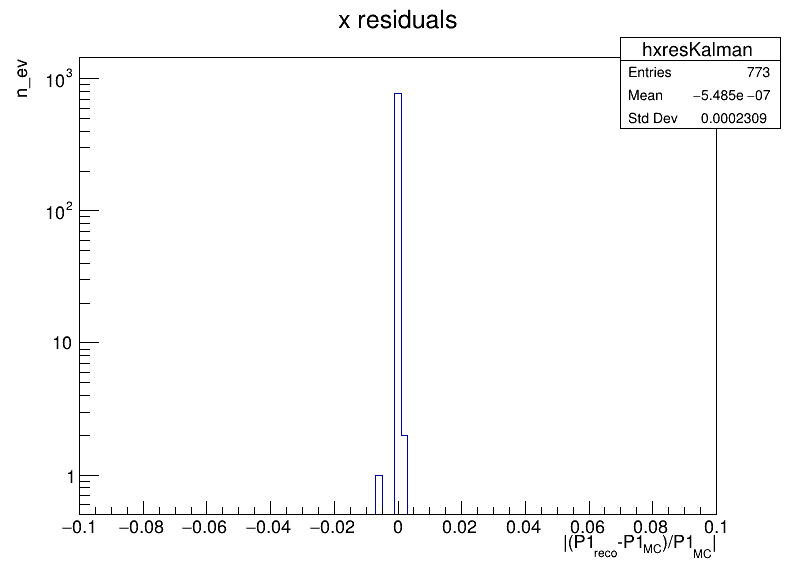 x residuals
hxresKalman
Entries 773
Mean −5.485e−07
Std Dev 0.0002309
n_ev
10³
10²
10
1
−0.1 −0.08 −0.06 −0.04 −0.02 0 0.02 0.04 0.06 0.08 0.1
|(P1reco-P1MC)/P1MC|